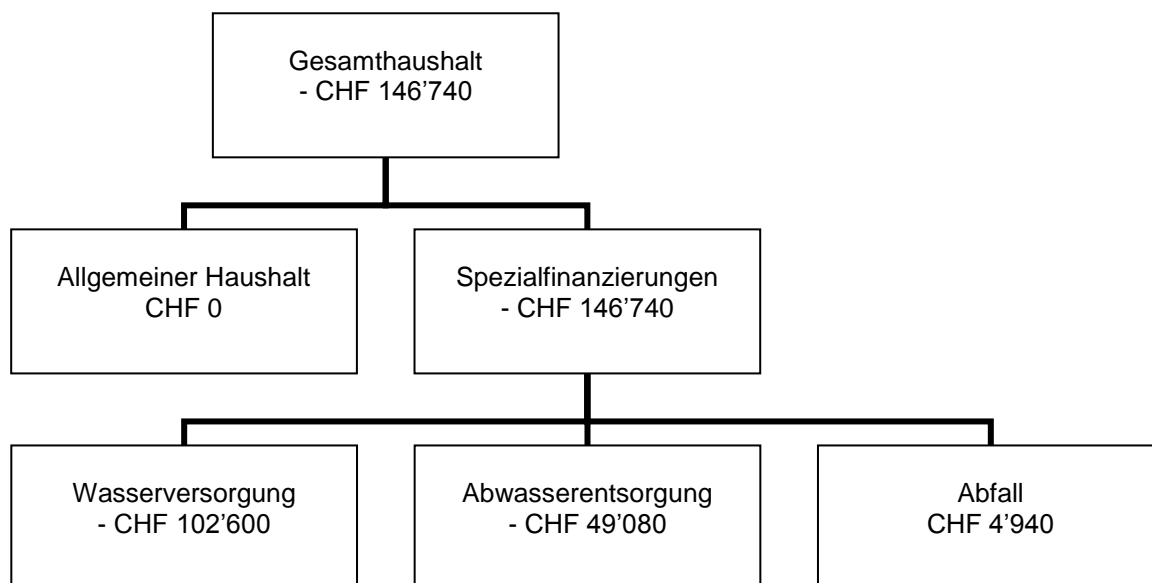 Gesamthaushalt
- CHF 146’740
Allgemeiner Haushalt
CHF 0
Spezialfinanzierungen
- CHF 146’740
Wasserversorgung
- CHF 102’600
Abwasserentsorgung
- CHF 49’080
Abfall
CHF 4’940